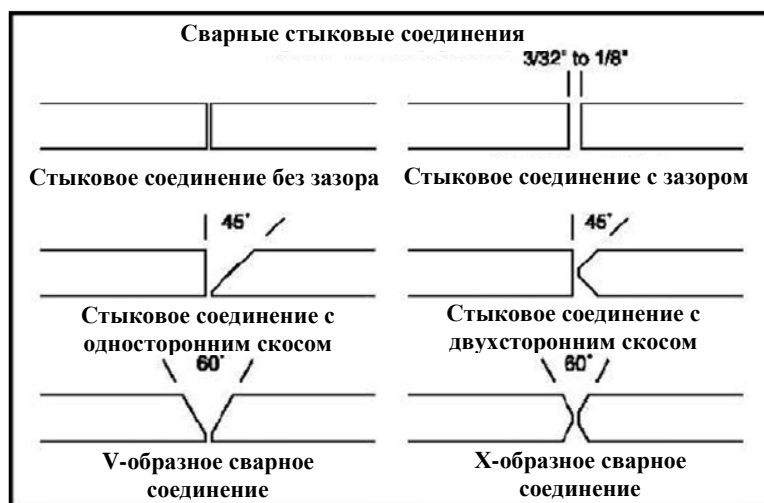 Сварные стыковые соединения
3/32" to 1/8"
Стыковое соединение без зазора
Стыковое соединение с зазором
45°
45°
Стыковое соединение с
односторонним скосом
Стыковое соединение с
двухсторонним скосом
60°
60°
V-образное сварное
соединение
X-образное сварное
соединение